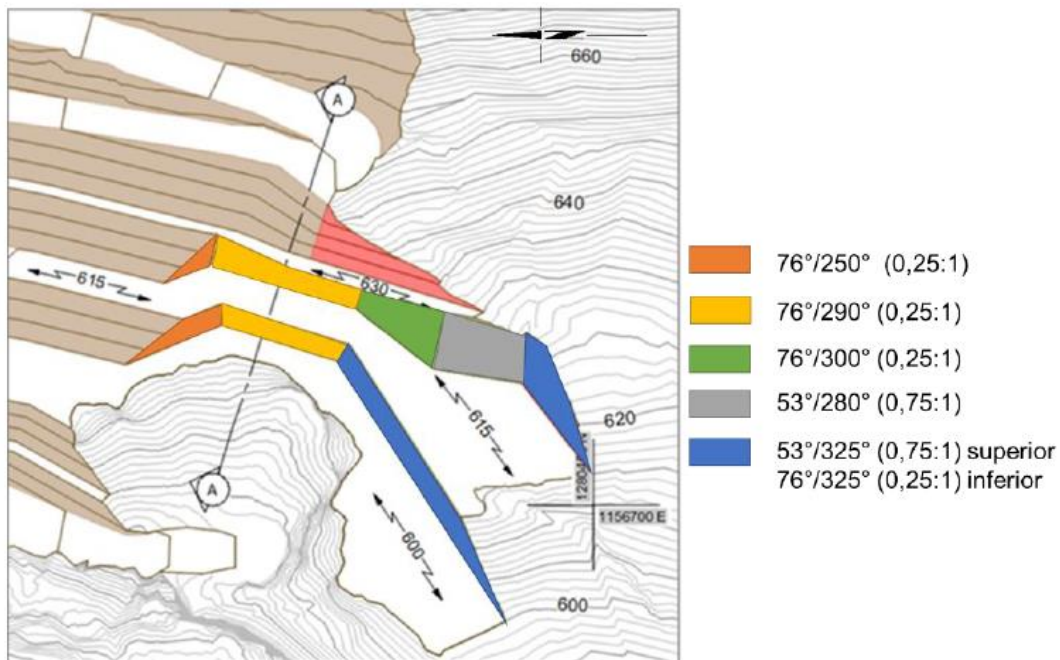 660
A
640
630
615
76°/250° (0,25:1)
76°/290° (0,25:1)
76°/300° (0,25:1)
53°/280° (0,75:1)
53°/325° (0,75:1) superior
76°/325° (0,25:1) inferior
620
615
A
1156700 E
600
600